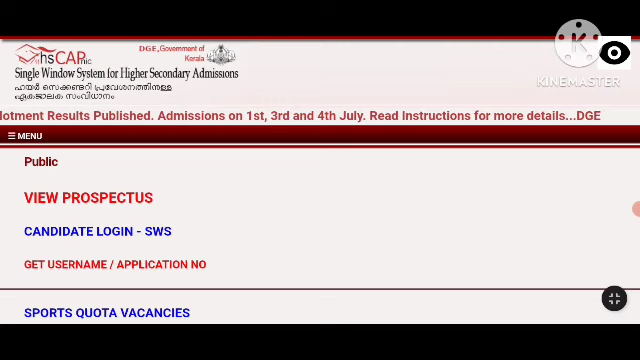 hsCAP nic
D.G.E, Government of
Kerala
Single Window System for Higher Secondary Admissions
ഹയർ സെക്കണ്ടറി പ്രവേശനത്തിനുള്ള
ഏകജാലക സംവിധാനം
K
KINEMASTER
lotment Results Published. Admissions on 1st, 3rd and 4th July. Read Instructions for more details...DGE
☰ MENU
Public
VIEW PROSPECTUS
CANDIDATE LOGIN - SWS
GET USERNAME / APPLICATION NO
SPORTS QUOTA VACANCIES